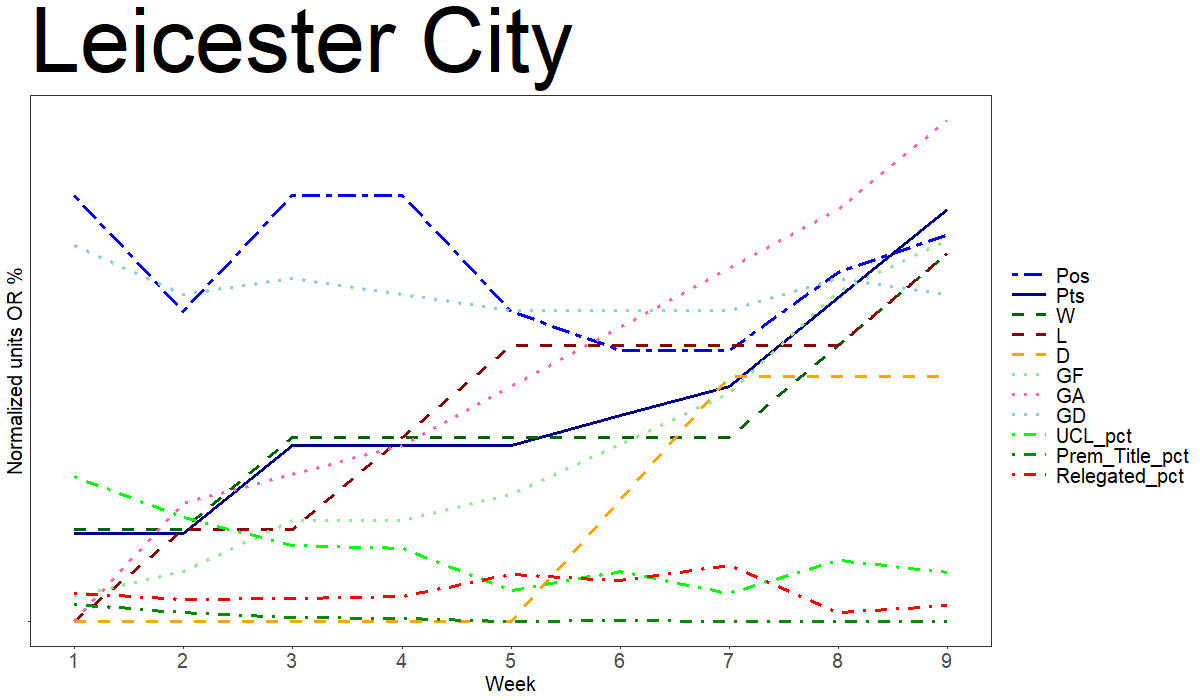 Leicester City
Normalized units OR %
Pos
Pts
W
L
D
GF
GA
GD
UCL_pct
Prem_Title_pct
Relegated_pct
1 2 3 4 5 6 7 8 9
Week